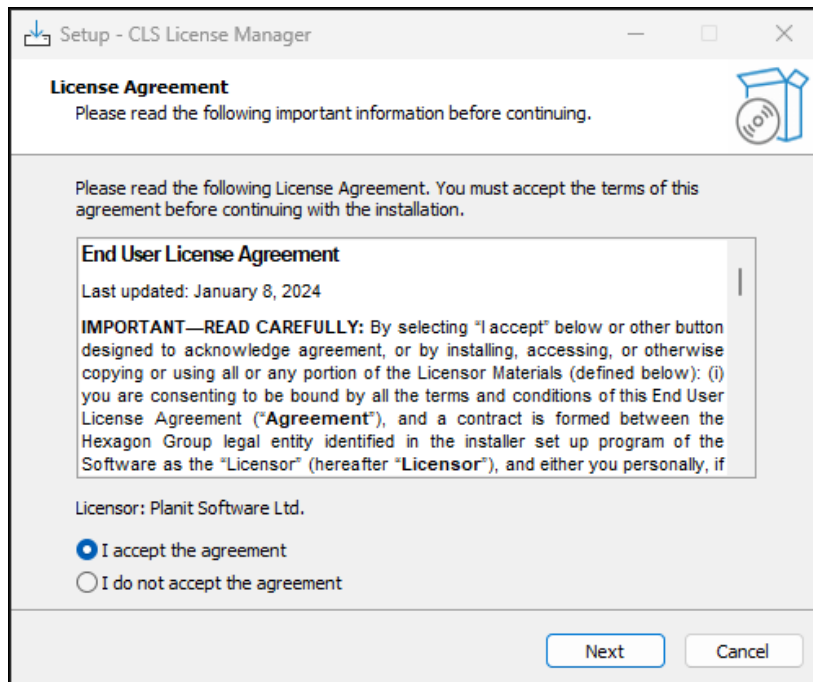 Setup - CLS License Manager
License Agreement
Please read the following important information before continuing.
Please read the following License Agreement. You must accept the terms of this
agreement before continuing with the installation.
End User License Agreement
Last updated: January 8, 2024
IMPORTANT—READ CAREFULLY: By selecting “I accept” below or other button
designed to acknowledge agreement, or by installing, accessing, or otherwise
copying or using all or any portion of the Licensor Materials (defined below): (i)
you are consenting to be bound by all the terms and conditions of this End User
License Agreement (“Agreement”), and a contract is formed between the
Hexagon Group legal entity identified in the installer set up program of the
Software as the “Licensor” (hereafter “Licensor”), and either you personally, if
Licensor: Planit Software Ltd.
I accept the agreement
I do not accept the agreement
Next
Cancel